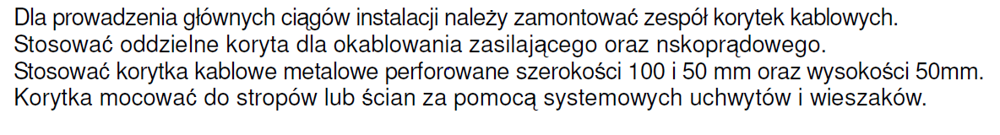 Dla prowadzenia głównych ciągów instalacji należy zamontować zespół korytek kablowych.
Stosować oddzielne koryta dla okablowania zasilającego oraz nskoprądowego.
Stosować korytka kablowe metalowe perforowane szerokości 100 i 50 mm oraz wysokości 50mm.
Korytka mocować do stropów lub ścian za pomocą systemowych uchwytów i wieszaków.